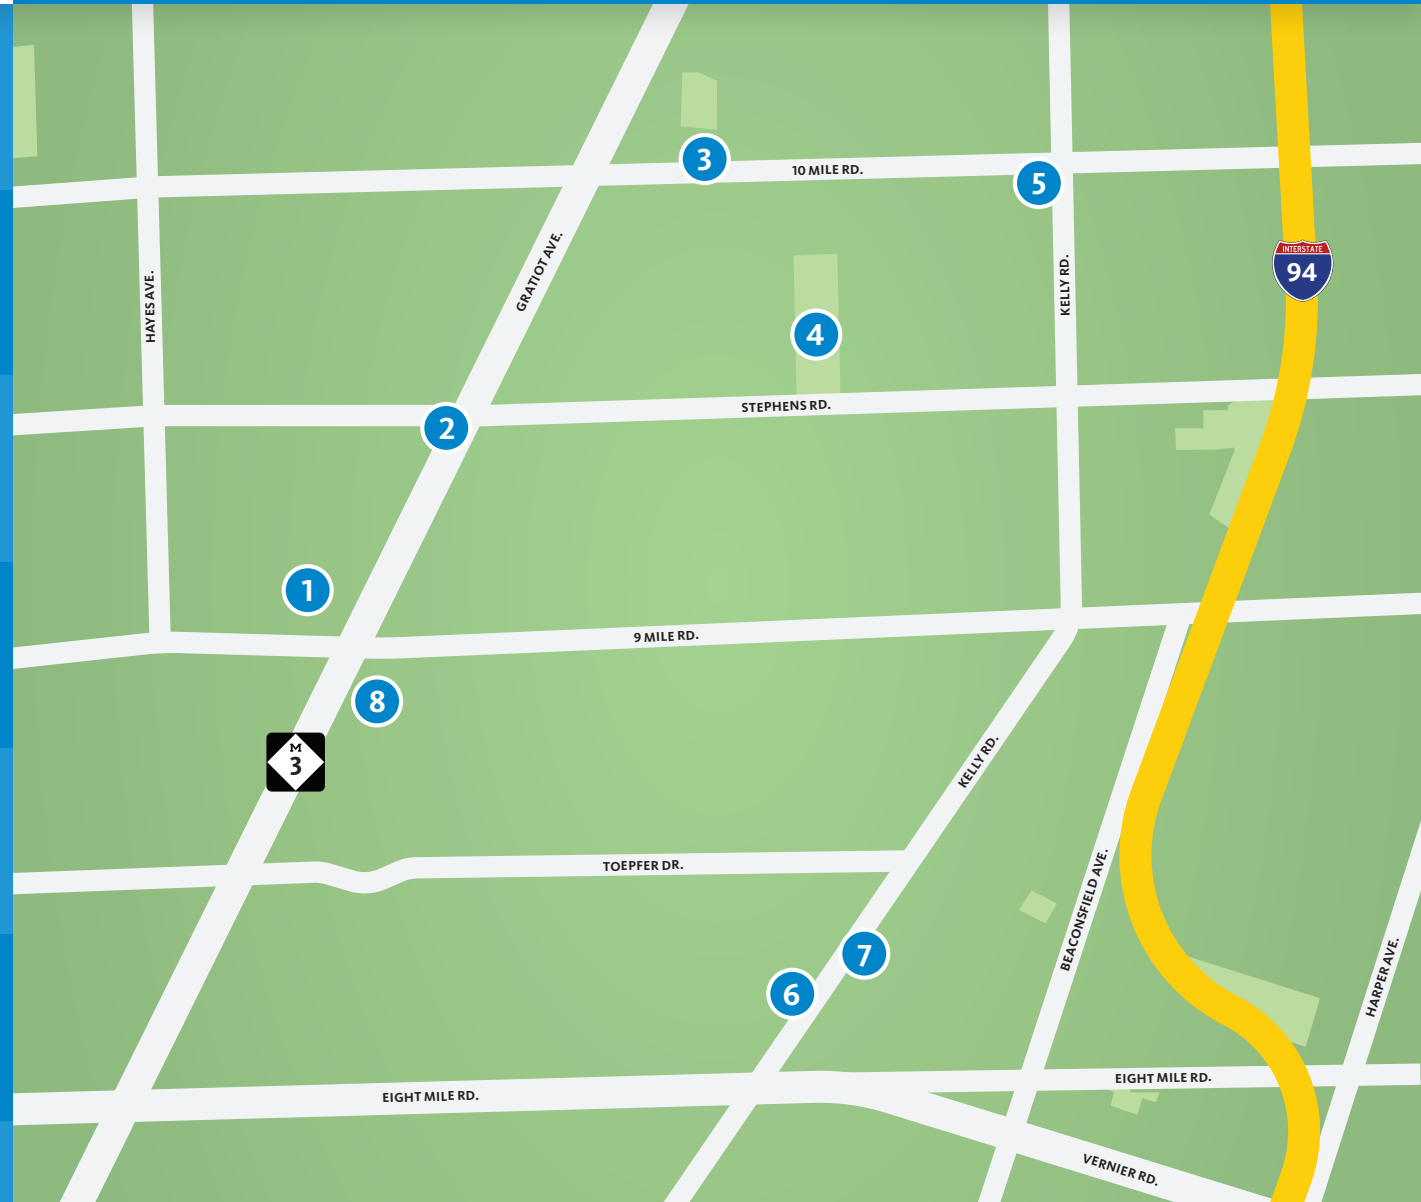 3
10 MILE RD.
5
GRATIOT AVE.
INTERSTATE
94
HAYES AVE.
KELLY RD.
4
STEPHENS RD.
2
1
9 MILE RD.
8
M
3
KELLY RD.
TOEPFER DR.
BEACONSFIELD AVE.
7
6
HARPER AVE.
EIGHT MILE RD.
EIGHT MILE RD.
VERNIER RD.